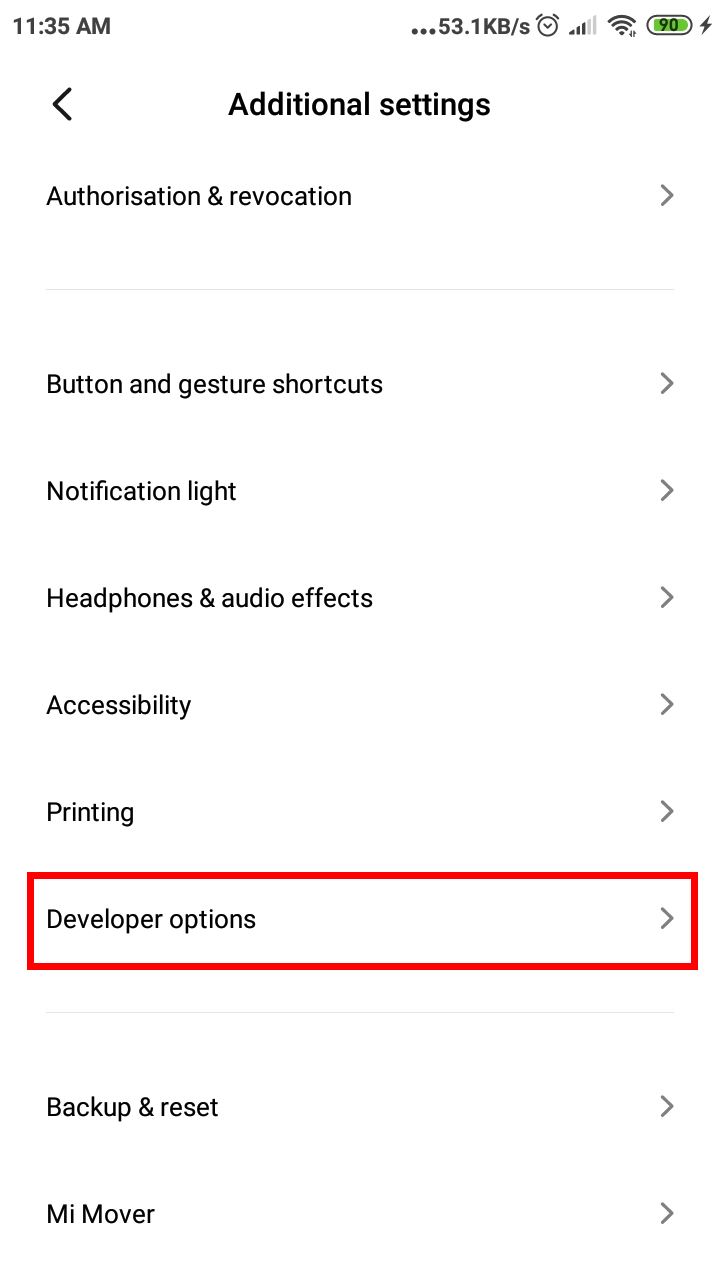 11:35 AM ...53.1KB/s 90
Additional settings
Authorisation & revocation
Button and gesture shortcuts
Notification light
Headphones & audio effects
Accessibility
Printing
Developer options
Backup & reset
Mi Mover